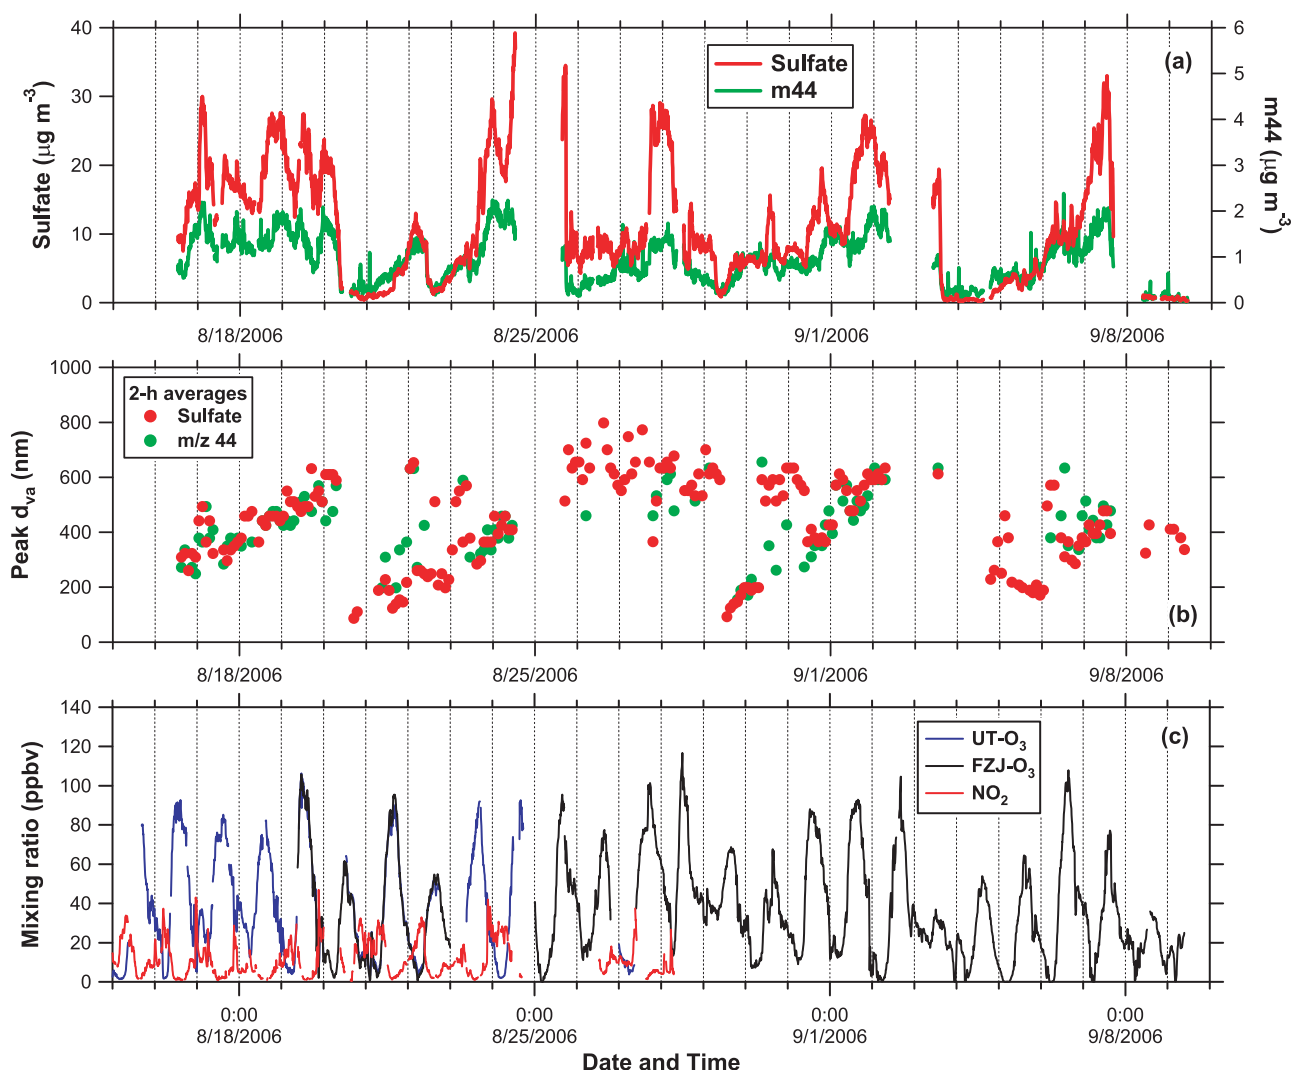 (a)
Sulfate
m44
40
30
20
10
0
6
5
4
3
2
1
0
Sulfate (µg m⁻³)
m44 (µg m⁻³)
8/18/2006
8/25/2006
9/1/2006
9/8/2006
2-h averages
Sulfate
m/z 44
1000
800
600
400
200
0
Peak dva (nm)
(b)
8/18/2006
8/25/2006
9/1/2006
9/8/2006
(c)
UT-O₃
FZJ-O₃
NO₂
140
120
100
80
60
40
20
0
Mixing ratio (ppbv)
0:00
8/18/2006
0:00
8/25/2006
0:00
9/1/2006
0:00
9/8/2006
Date and Time